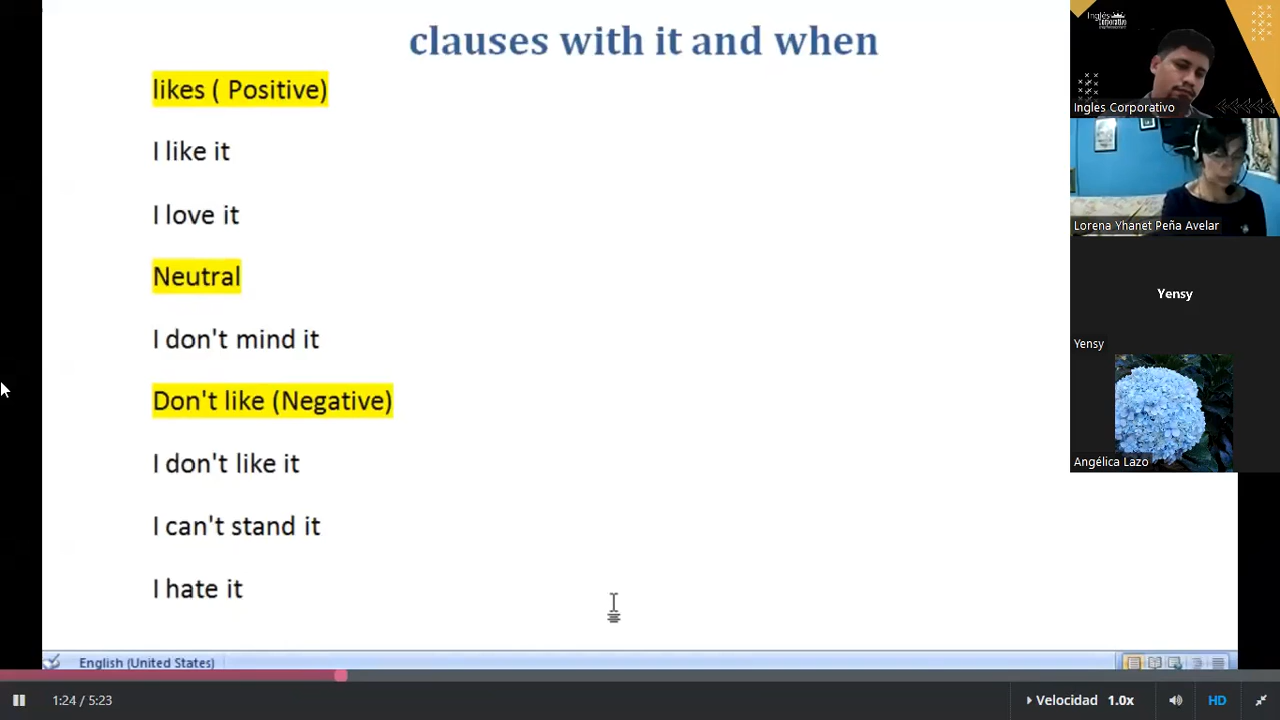 clauses with it and when
likes ( Positive)
I like it
I love it
Neutral
I don't mind it
Don't like (Negative)
I don't like it
I can't stand it
I hate it
English (United States)
1:24 / 5:23
Velocidad 1.0x
HD
Inglés
Corporativo
Ingles Corporativo
Lorena Yhanet Peña Avelar
Yensy
Yensy
Angélica Lazo